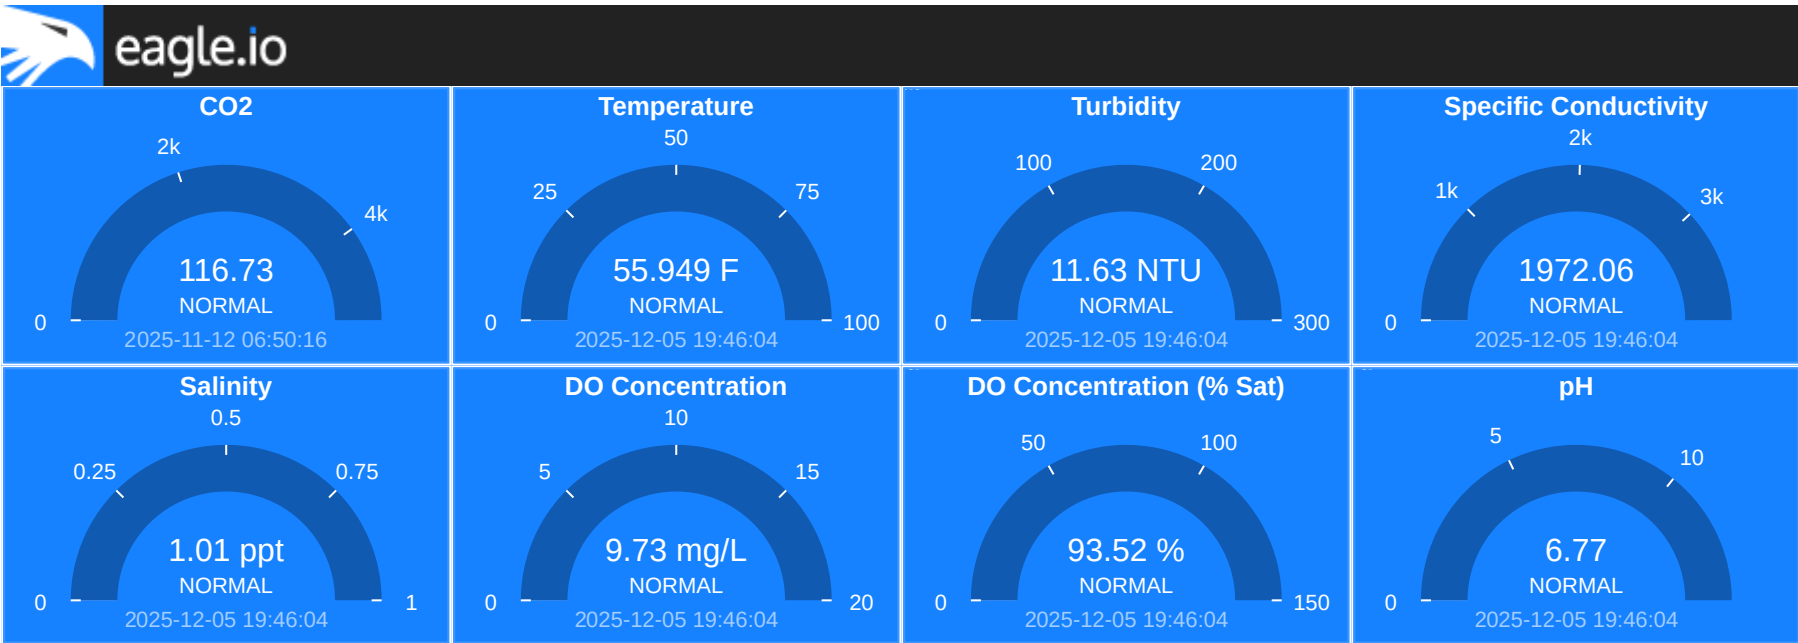 eagle.io
CO2
2k
4k
116.73
NORMAL
0
2025-11-12 06:50:16
Temperature
50
25
75
55.949 F
NORMAL
0
100
2025-12-05 19:46:04
Turbidity
100
200
11.63 NTU
NORMAL
0
300
2025-12-05 19:46:04
Specific Conductivity
2k
1k
3k
1972.06
NORMAL
0
2025-12-05 19:46:04
Salinity
0.5
0.25
0.75
1.01 ppt
NORMAL
0
1
2025-12-05 19:46:04
DO Concentration
10
5
15
9.73 mg/L
NORMAL
0
20
2025-12-05 19:46:04
DO Concentration (% Sat)
50
100
93.52 %
NORMAL
0
150
2025-12-05 19:46:04
pH
5
10
6.77
NORMAL
0
2025-12-05 19:46:04